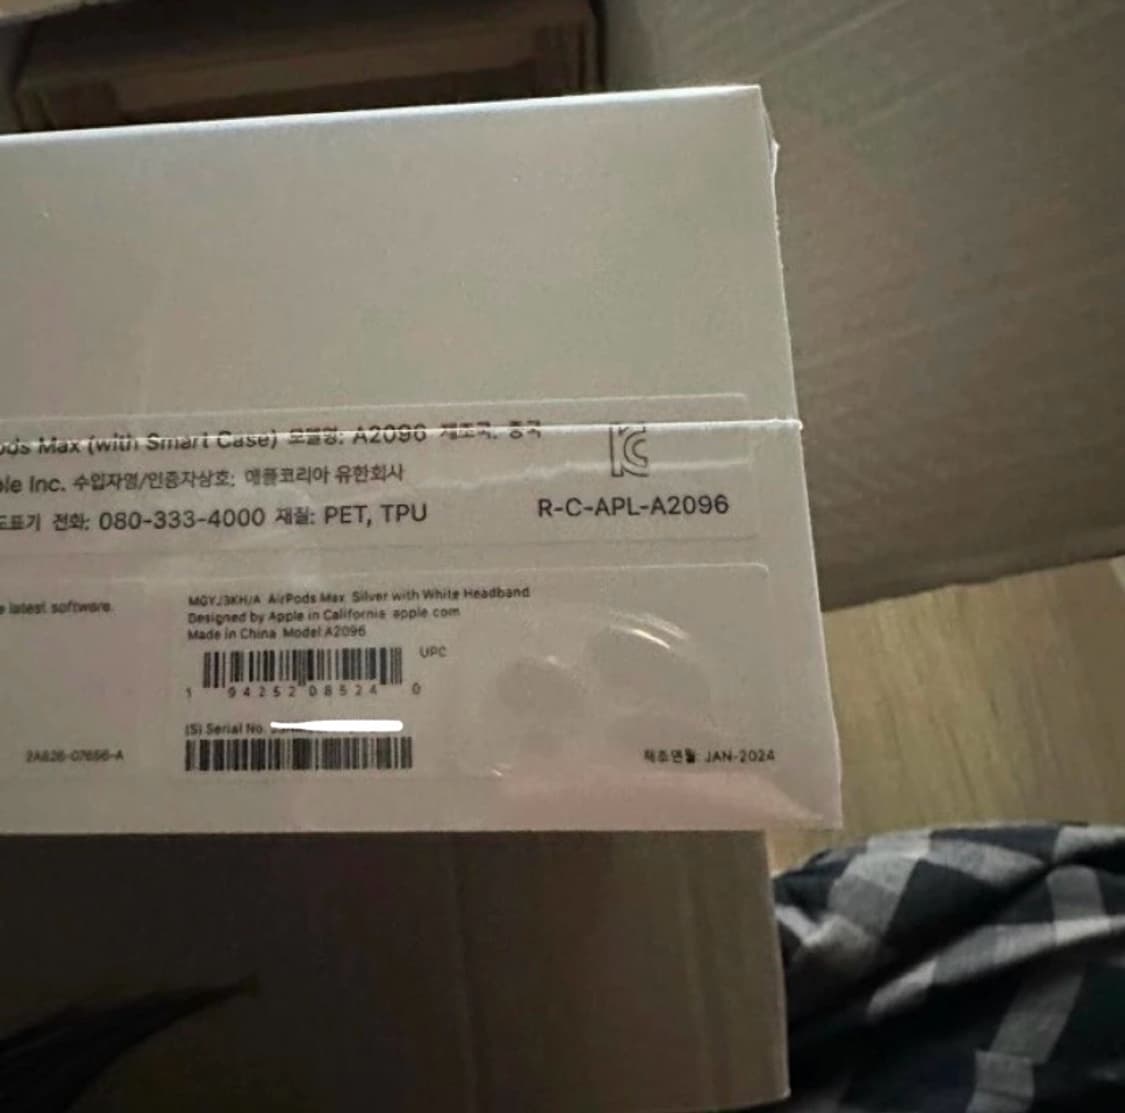 ods Max (with Smart Case) 모델명: A2096 제조국: 중국
ple Inc. 수입자명/인증자상호: 애플코리아 유한회사
도표기 전화: 080-333-4000 재질: PET, TPU
R-C-APL-A2096
e latest software.
MGYJ3KH/A AirPods Max Silver with White Headband
Designed by Apple in California apple.com
Made in China Model A2096
UPC
1 94252 08524 0
(S) Serial No.
제조연월: JAN-2024